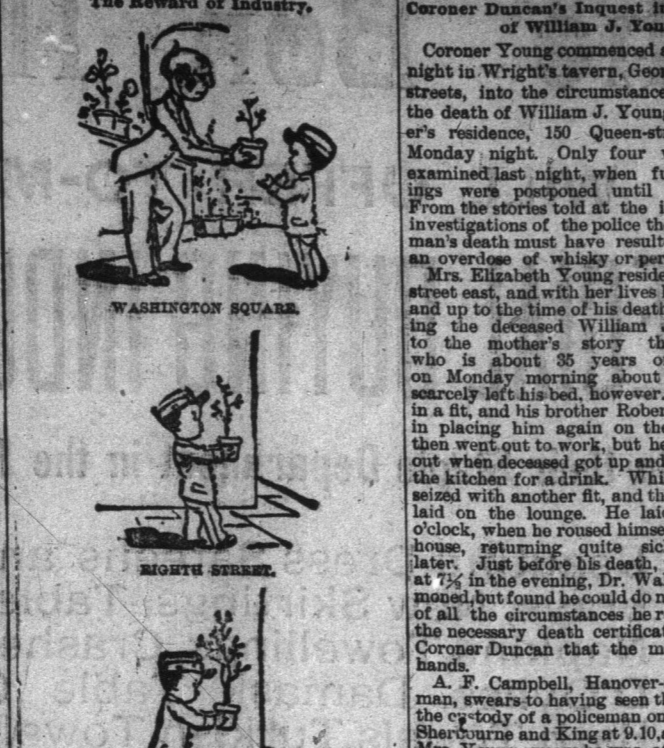 The Reward of Industry.
WASHINGTON SQUARE.
EIGHTH STREET.
Coroner Duncan's Inquest i
of William J. You
Coroner Young commenced
night in Wright's tavern, Geor
streets, into the circumstance
the death of William J. Young
er's residence, 150 Queen-st
Monday night. Only four
examined last night, when fu
ings were postponed until
From the stories told at the i
investigations of the police th
man's death must have result
an overdose of whisky or per
Mrs. Elizabeth Young reside
street east, and with her lives
and up to the time of his death
ing the deceased William
to the mother's story th
who is about 35 years o
on Monday morning about
scarcely left his bed, however.
in a fit, and his brother Rober
in placing him again on the
then went out to work, but he
out when deceased got up and
the kitchen for a drink. Whi
seized with another fit, and th
laid on the lounge. He laid
o'clock, when he roused himse
house, returning quite sic
later. Just before his death,
at 7½ in the evening, Dr. Wa
moned, but found he could do n
of all the circumstances he r
the necessary death certificat
Coroner Duncan that the m
hands.
A. F. Campbell, Hanover-
man, swears to having seen th
the custody of a policeman on
Sherbourne and King at 9.10,